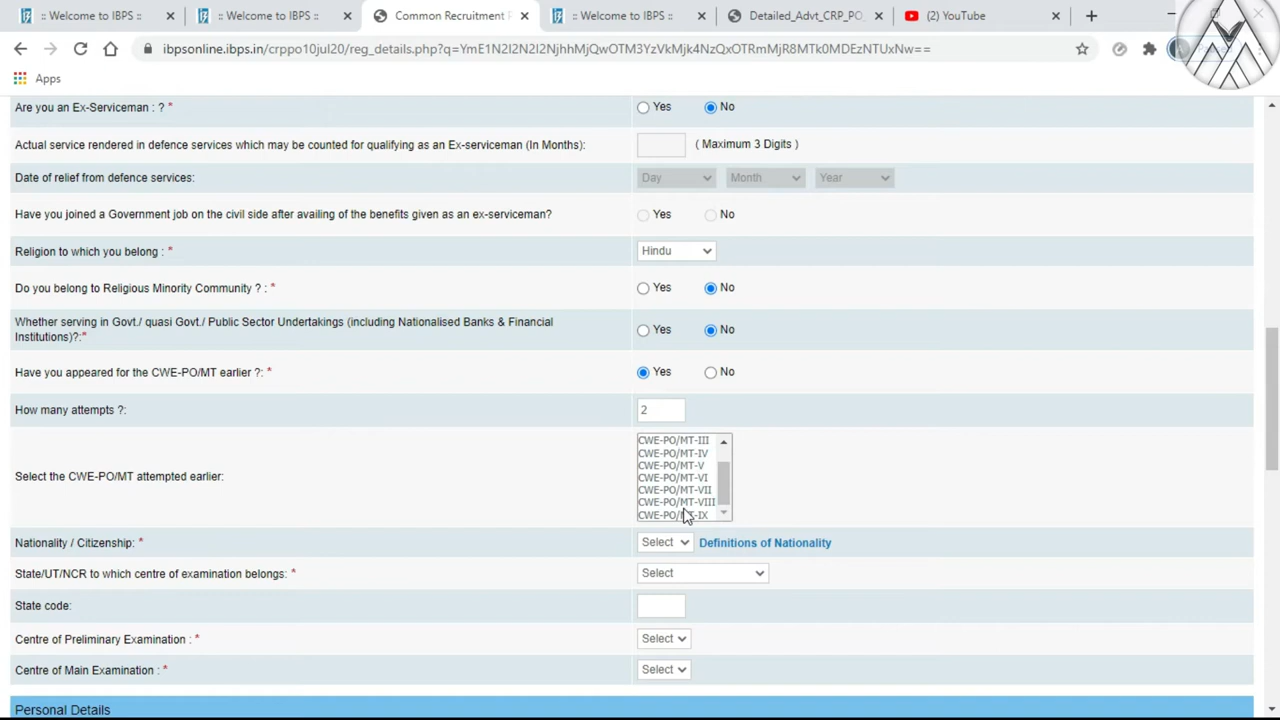 :: Welcome to IBPS ::
:: Welcome to IBPS ::
Common Recruitment P
:: Welcome to IBPS ::
Detailed_Advt_CRP_PO
(2) YouTube
ibpsonline.ibps.in/crppo10jul20/reg_details.php?q=YmE1N2I2N2I2NjhhMjQwOTM3YzVkMjk4NzQxOTRmMjR8MTk0MDEzNTUxNw==
Apps
Are you an Ex-Serviceman : ? * Yes No
Actual service rendered in defence services which may be counted for qualifying as an Ex-serviceman (In Months): ( Maximum 3 Digits )
Date of relief from defence services: Day Month Year
Have you joined a Government job on the civil side after availing of the benefits given as an ex-serviceman? Yes No
Religion to which you belong : * Hindu
Do you belong to Religious Minority Community ? : * Yes No
Whether serving in Govt./ quasi Govt./ Public Sector Undertakings (including Nationalised Banks & Financial
Institutions)?:* Yes No
Have you appeared for the CWE-PO/MT earlier ?: * Yes No
How many attempts ?: 2
Select the CWE-PO/MT attempted earlier:
CWE-PO/MT-III
CWE-PO/MT-IV
CWE-PO/MT-V
CWE-PO/MT-VI
CWE-PO/MT-VII
CWE-PO/MT-VIII
CWE-PO/MT-IX
Nationality / Citizenship: * Select Definitions of Nationality
State/UT/NCR to which centre of examination belongs: * Select
State code:
Centre of Preliminary Examination : * Select
Centre of Main Examination : * Select
Personal Details